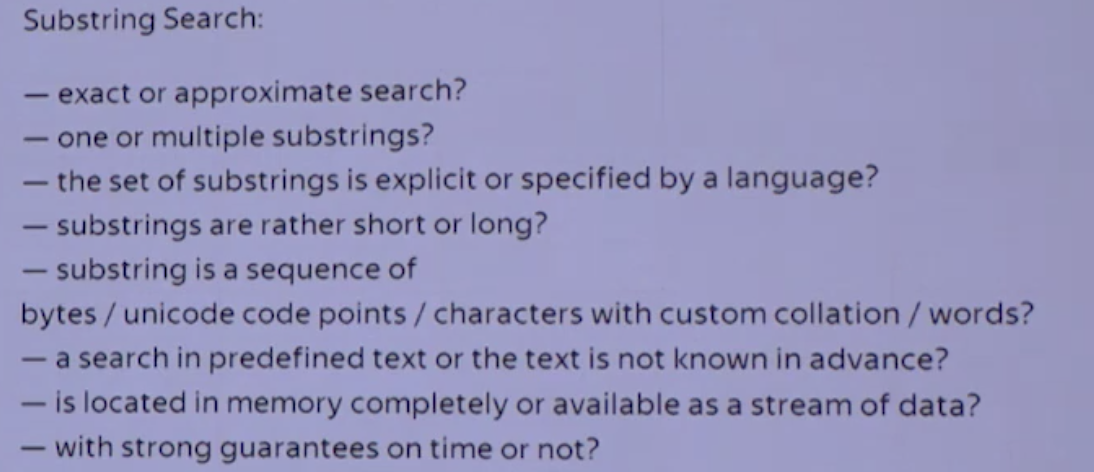 Substring Search:
— exact or approximate search?
— one or multiple substrings?
— the set of substrings is explicit or specified by a language?
— substrings are rather short or long?
— substring is a sequence of
bytes / unicode code points / characters with custom collation / words?
— a search in predefined text or the text is not known in advance?
— is located in memory completely or available as a stream of data?
— with strong guarantees on time or not?